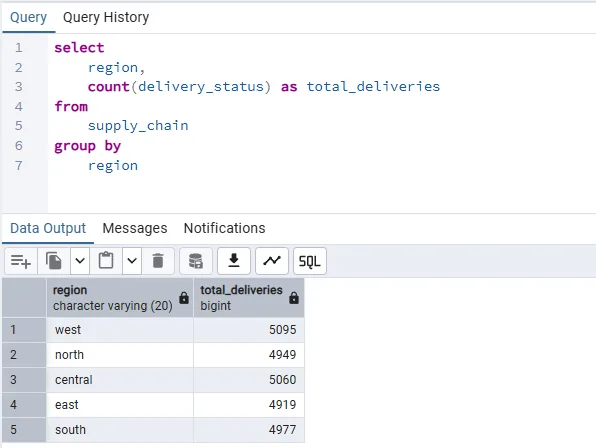 Query Query History
1 select
2 region,
3 count(delivery_status) as total_deliveries
4 from
5 supply_chain
6 group by
7 region
Data Output Messages Notifications
SQL
region total_deliveries
character varying (20) bigint
1 west 5095
2 north 4949
3 central 5060
4 east 4919
5 south 4977